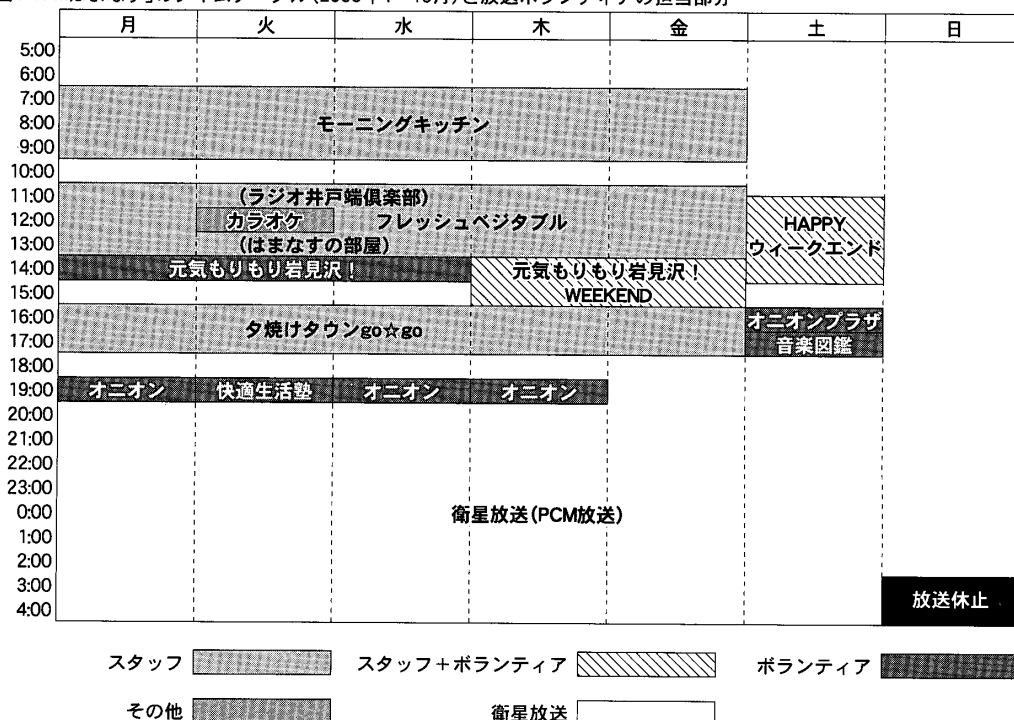 月 火 水 木 金 土 日
5:00
6:00
7:00
8:00
9:00
10:00
11:00
12:00
13:00
14:00
15:00
16:00
17:00
18:00
19:00
20:00
21:00
22:00
23:00
0:00
1:00
2:00
3:00
4:00
モーニングキッチン
(ラジオ井戸端倶楽部)
カラオケ フレッシュベジタブル
(はまなすの部屋)
HAPPY
ウィークエンド
元気もりもり岩見沢!
元気もりもり岩見沢!
WEEKEND
夕焼けタウンgo☆go
オニオンプラザ
音楽図鑑
オニオン 快適生活塾 オニオン オニオン
衛星放送(PCM放送)
放送休止
スタッフ スタッフ+ボランティア ボランティア
その他 衛星放送